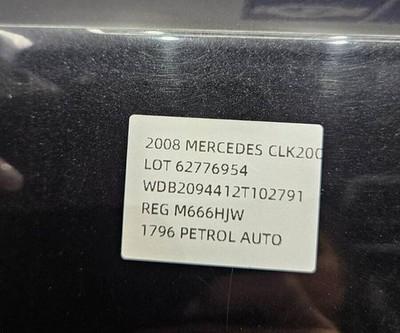 2008 MERCEDES CLK200
LOT 62776954
WDB2094412T102791
REG M666HJW
1796 PETROL AUTO